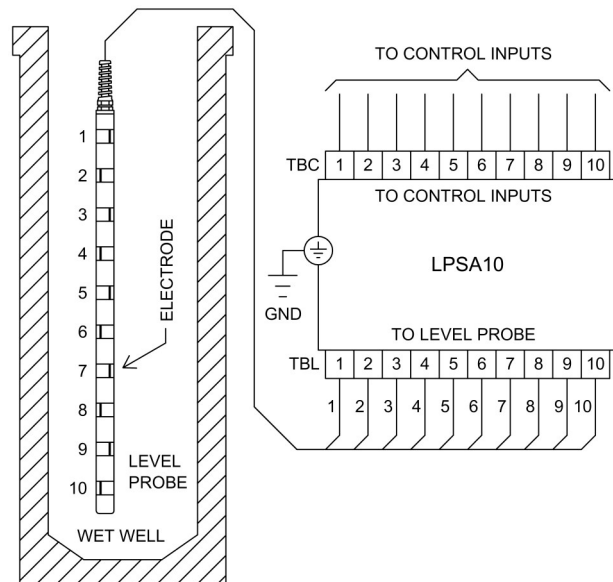 TO CONTROL INPUTS
TBC 1 2 3 4 5 6 7 8 9 10
TO CONTROL INPUTS
LPSA10
GND
TO LEVEL PROBE
TBL 1 2 3 4 5 6 7 8 9 10
1 2 3 4 5 6 7 8 9 10
1
2
3
4
5
6
7
8
9
10
ELECTRODE
LEVEL
PROBE
WET WELL